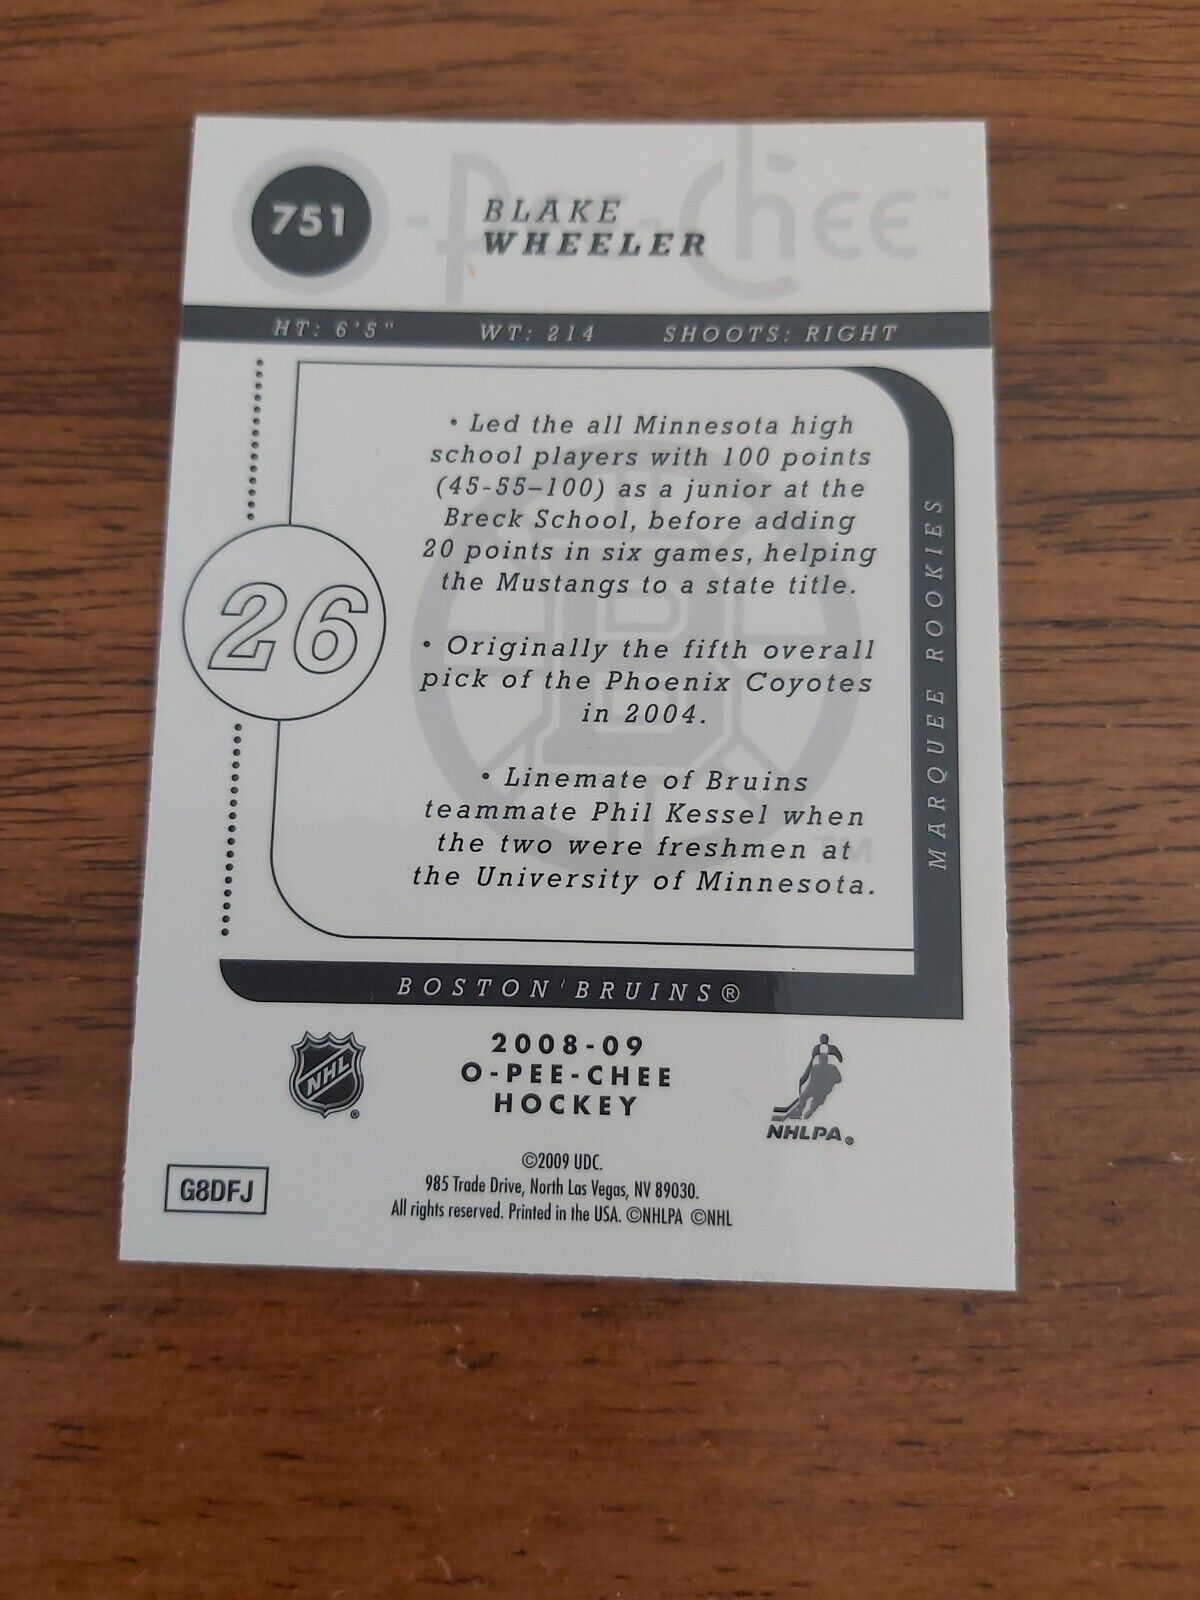 751
O-Pee-Chee™
BLAKE
WHEELER
HT: 6'5" WT: 214 SHOOTS: RIGHT
• Led the all Minnesota high
school players with 100 points
(45-55–100) as a junior at the
Breck School, before adding
20 points in six games, helping
the Mustangs to a state title.
26
• Originally the fifth overall
pick of the Phoenix Coyotes
in 2004.
• Linemate of Bruins
teammate Phil Kessel when
the two were freshmen at
the University of Minnesota.
B
TM
MARQUEE ROOKIES
BOSTON BRUINS®
NHL®
2008-09
O-PEE-CHEE
HOCKEY
NHLPA®
©2009 UDC.
985 Trade Drive, North Las Vegas, NV 89030.
All rights reserved. Printed in the USA. ©NHLPA ©NHL
G8DFJ